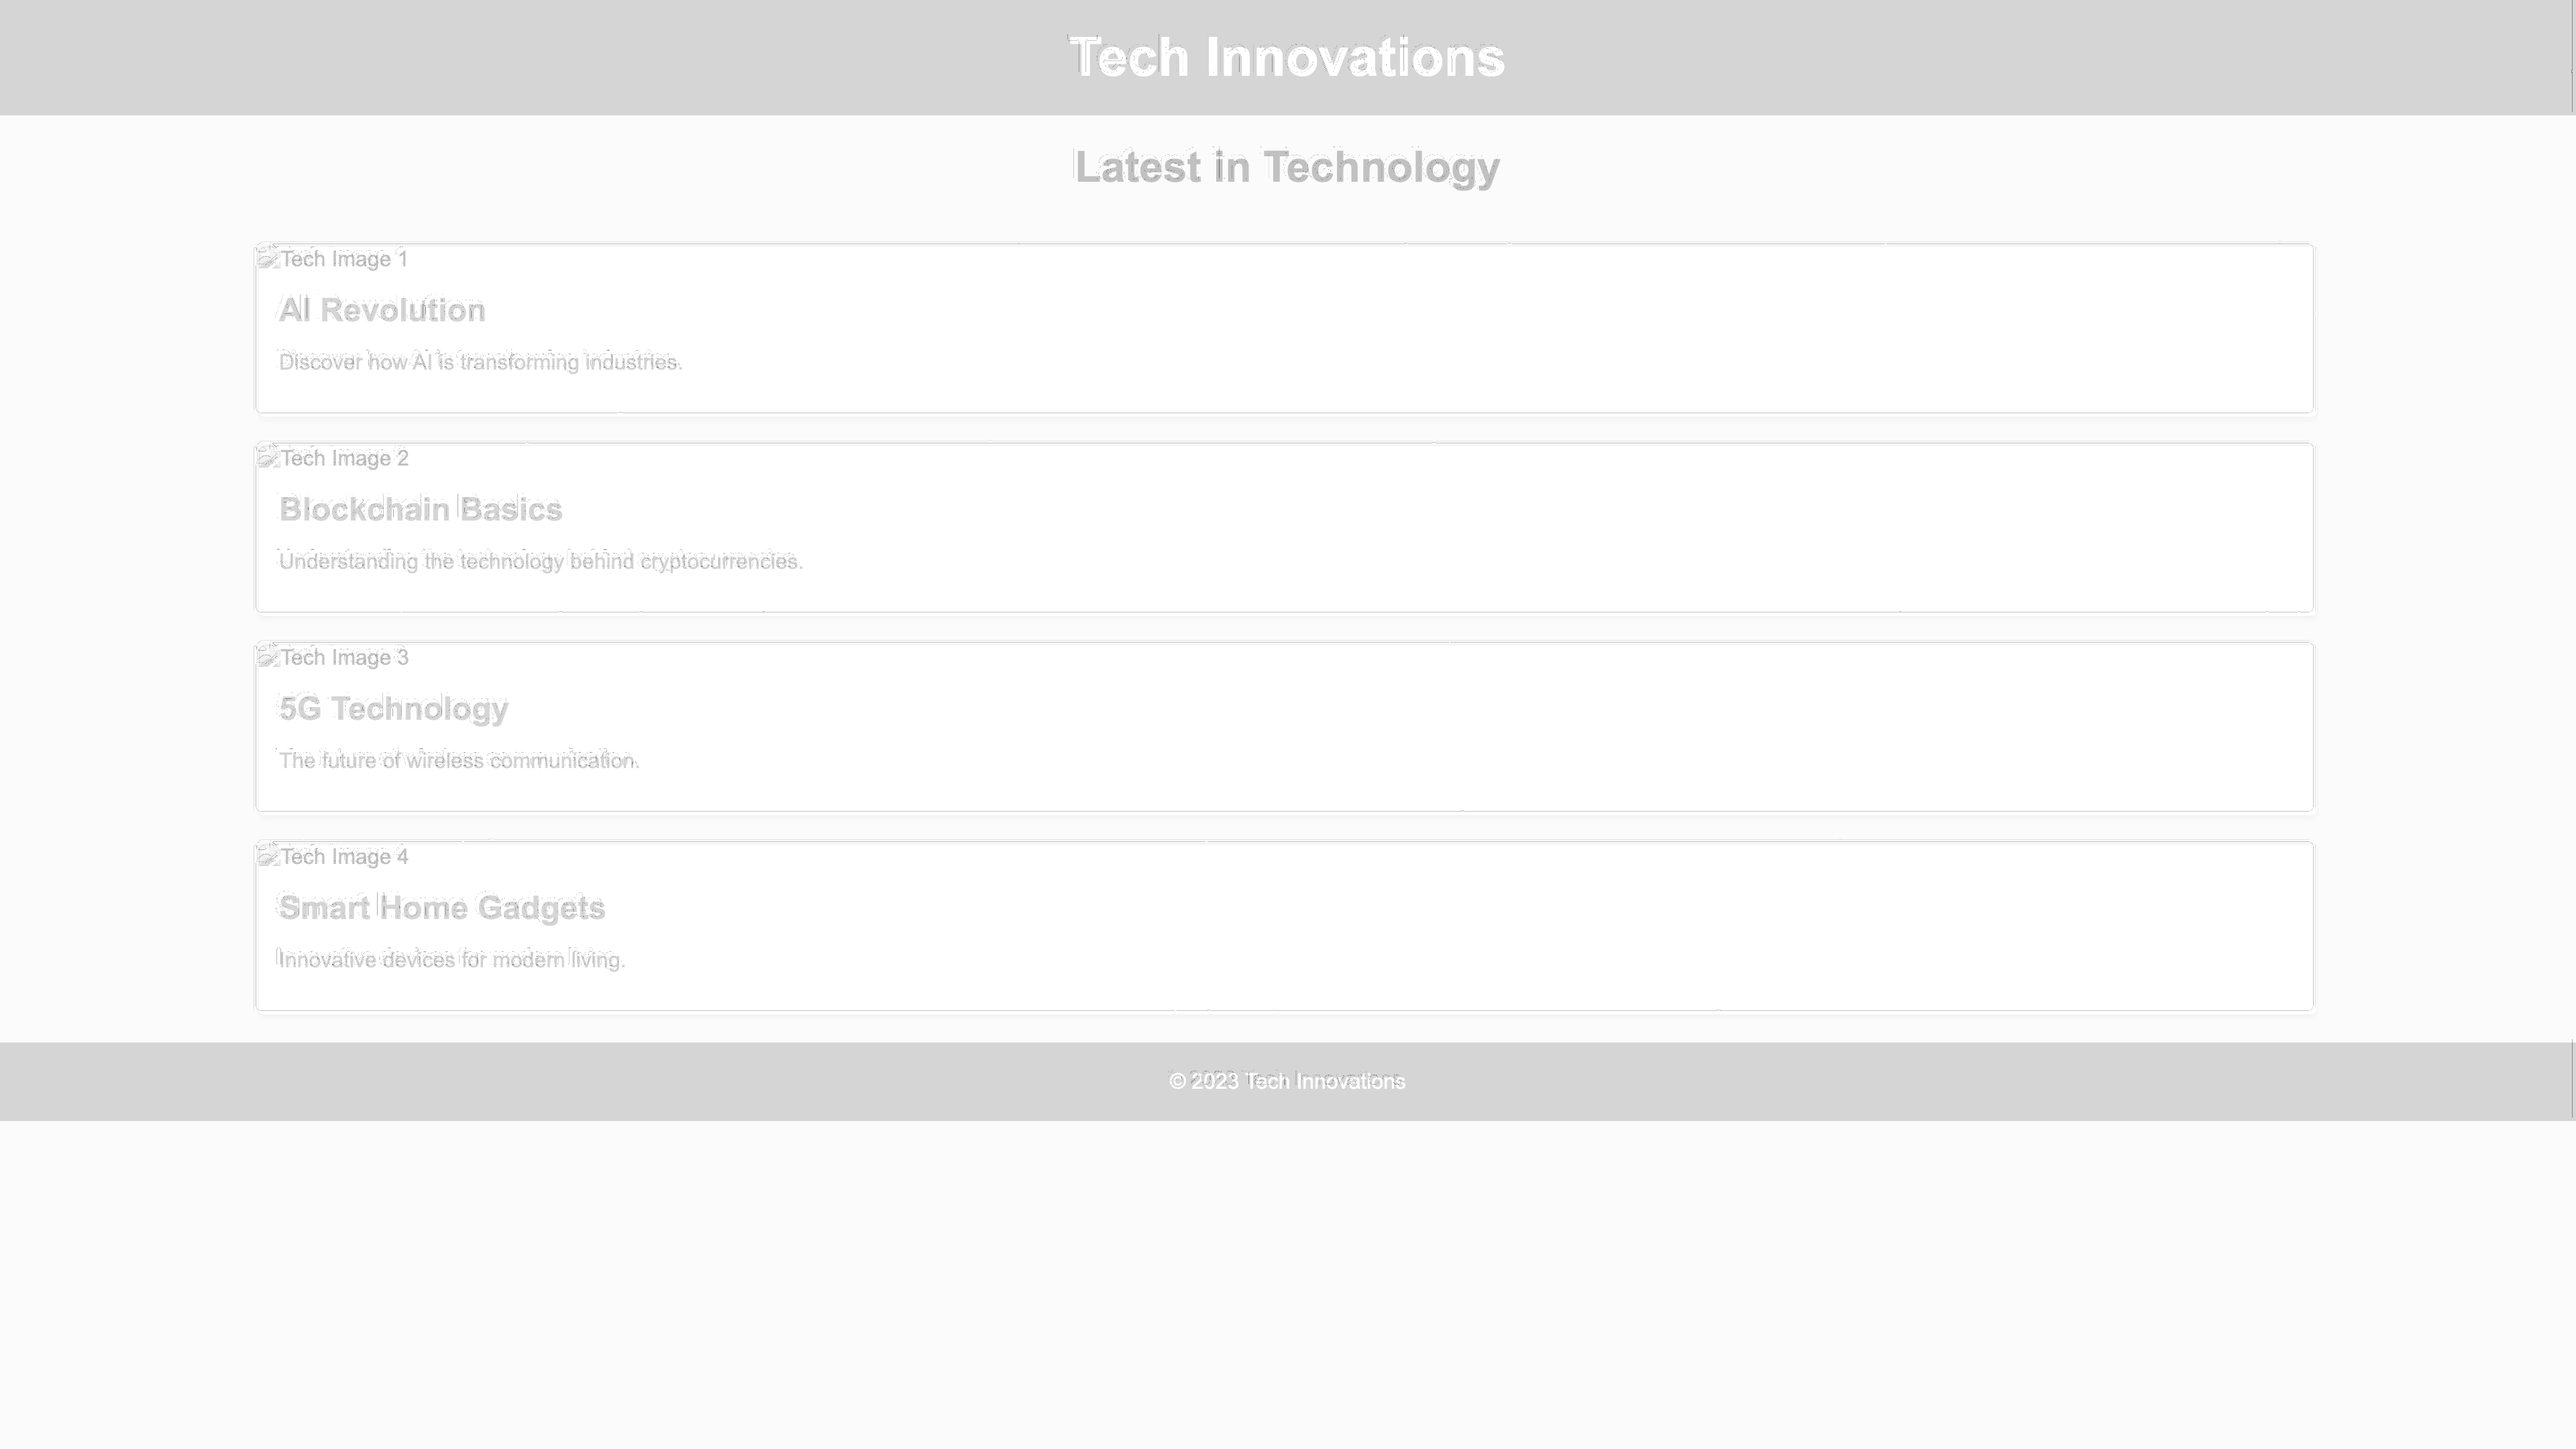 Tech Innovations
Latest in Technology
Tech Image 1
AI Revolution
Discover how AI is transforming industries.
Tech Image 2
Blockchain Basics
Understanding the technology behind cryptocurrencies.
Tech Image 3
5G Technology
The future of wireless communication.
Tech Image 4
Smart Home Gadgets
Innovative devices for modern living.
© 2023 Tech Innovations